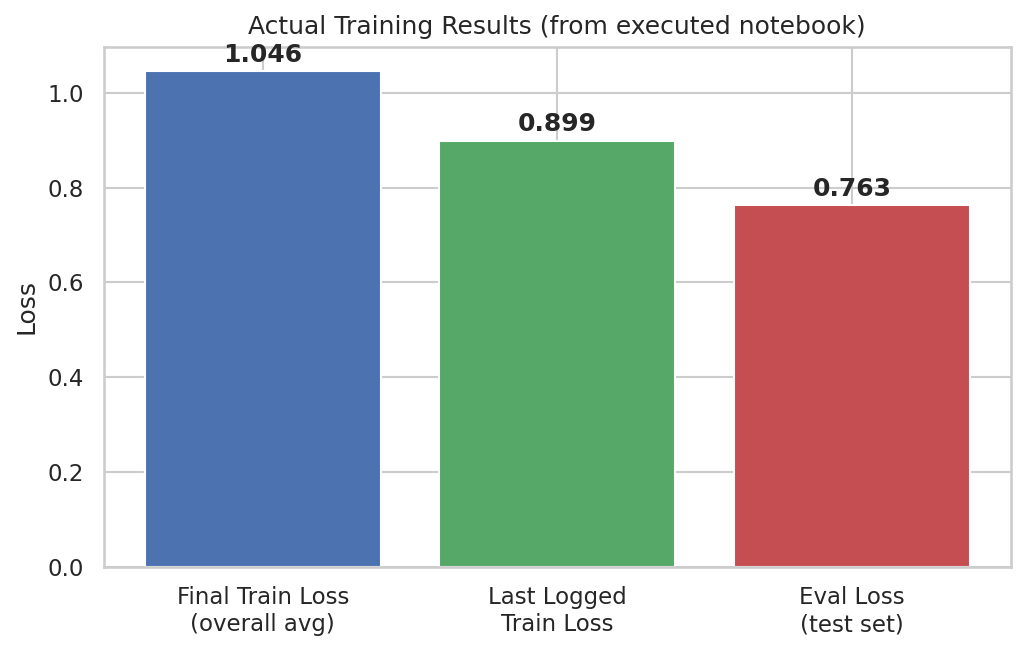 Actual Training Results (from executed notebook)
1.046
0.899
0.763
1.0
0.8
0.6
0.4
0.2
0.0
Loss
Final Train Loss
(overall avg)
Last Logged
Train Loss
Eval Loss
(test set)